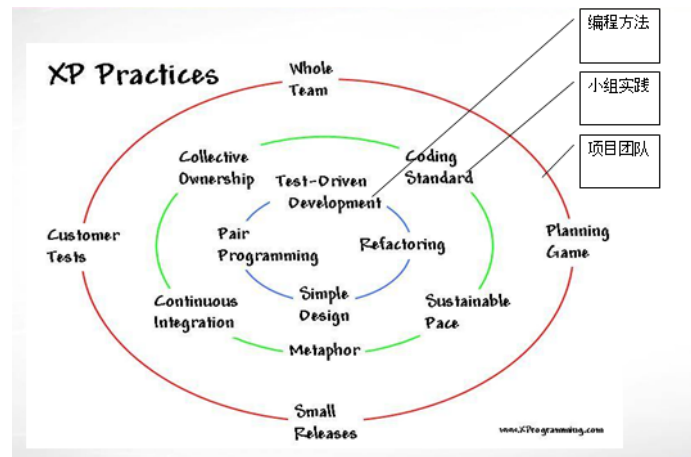 XP Practices
Whole
Team
编程方法
小组实践
项目团队
Collective
Ownership
Coding
Standard
Test-Driven
Development
Customer
Tests
Pair
Programming
Refactoring
Planning
Game
Continuous
Integration
Simple
Design
Sustainable
Pace
Metaphor
Small
Releases
www.XProgramming.com